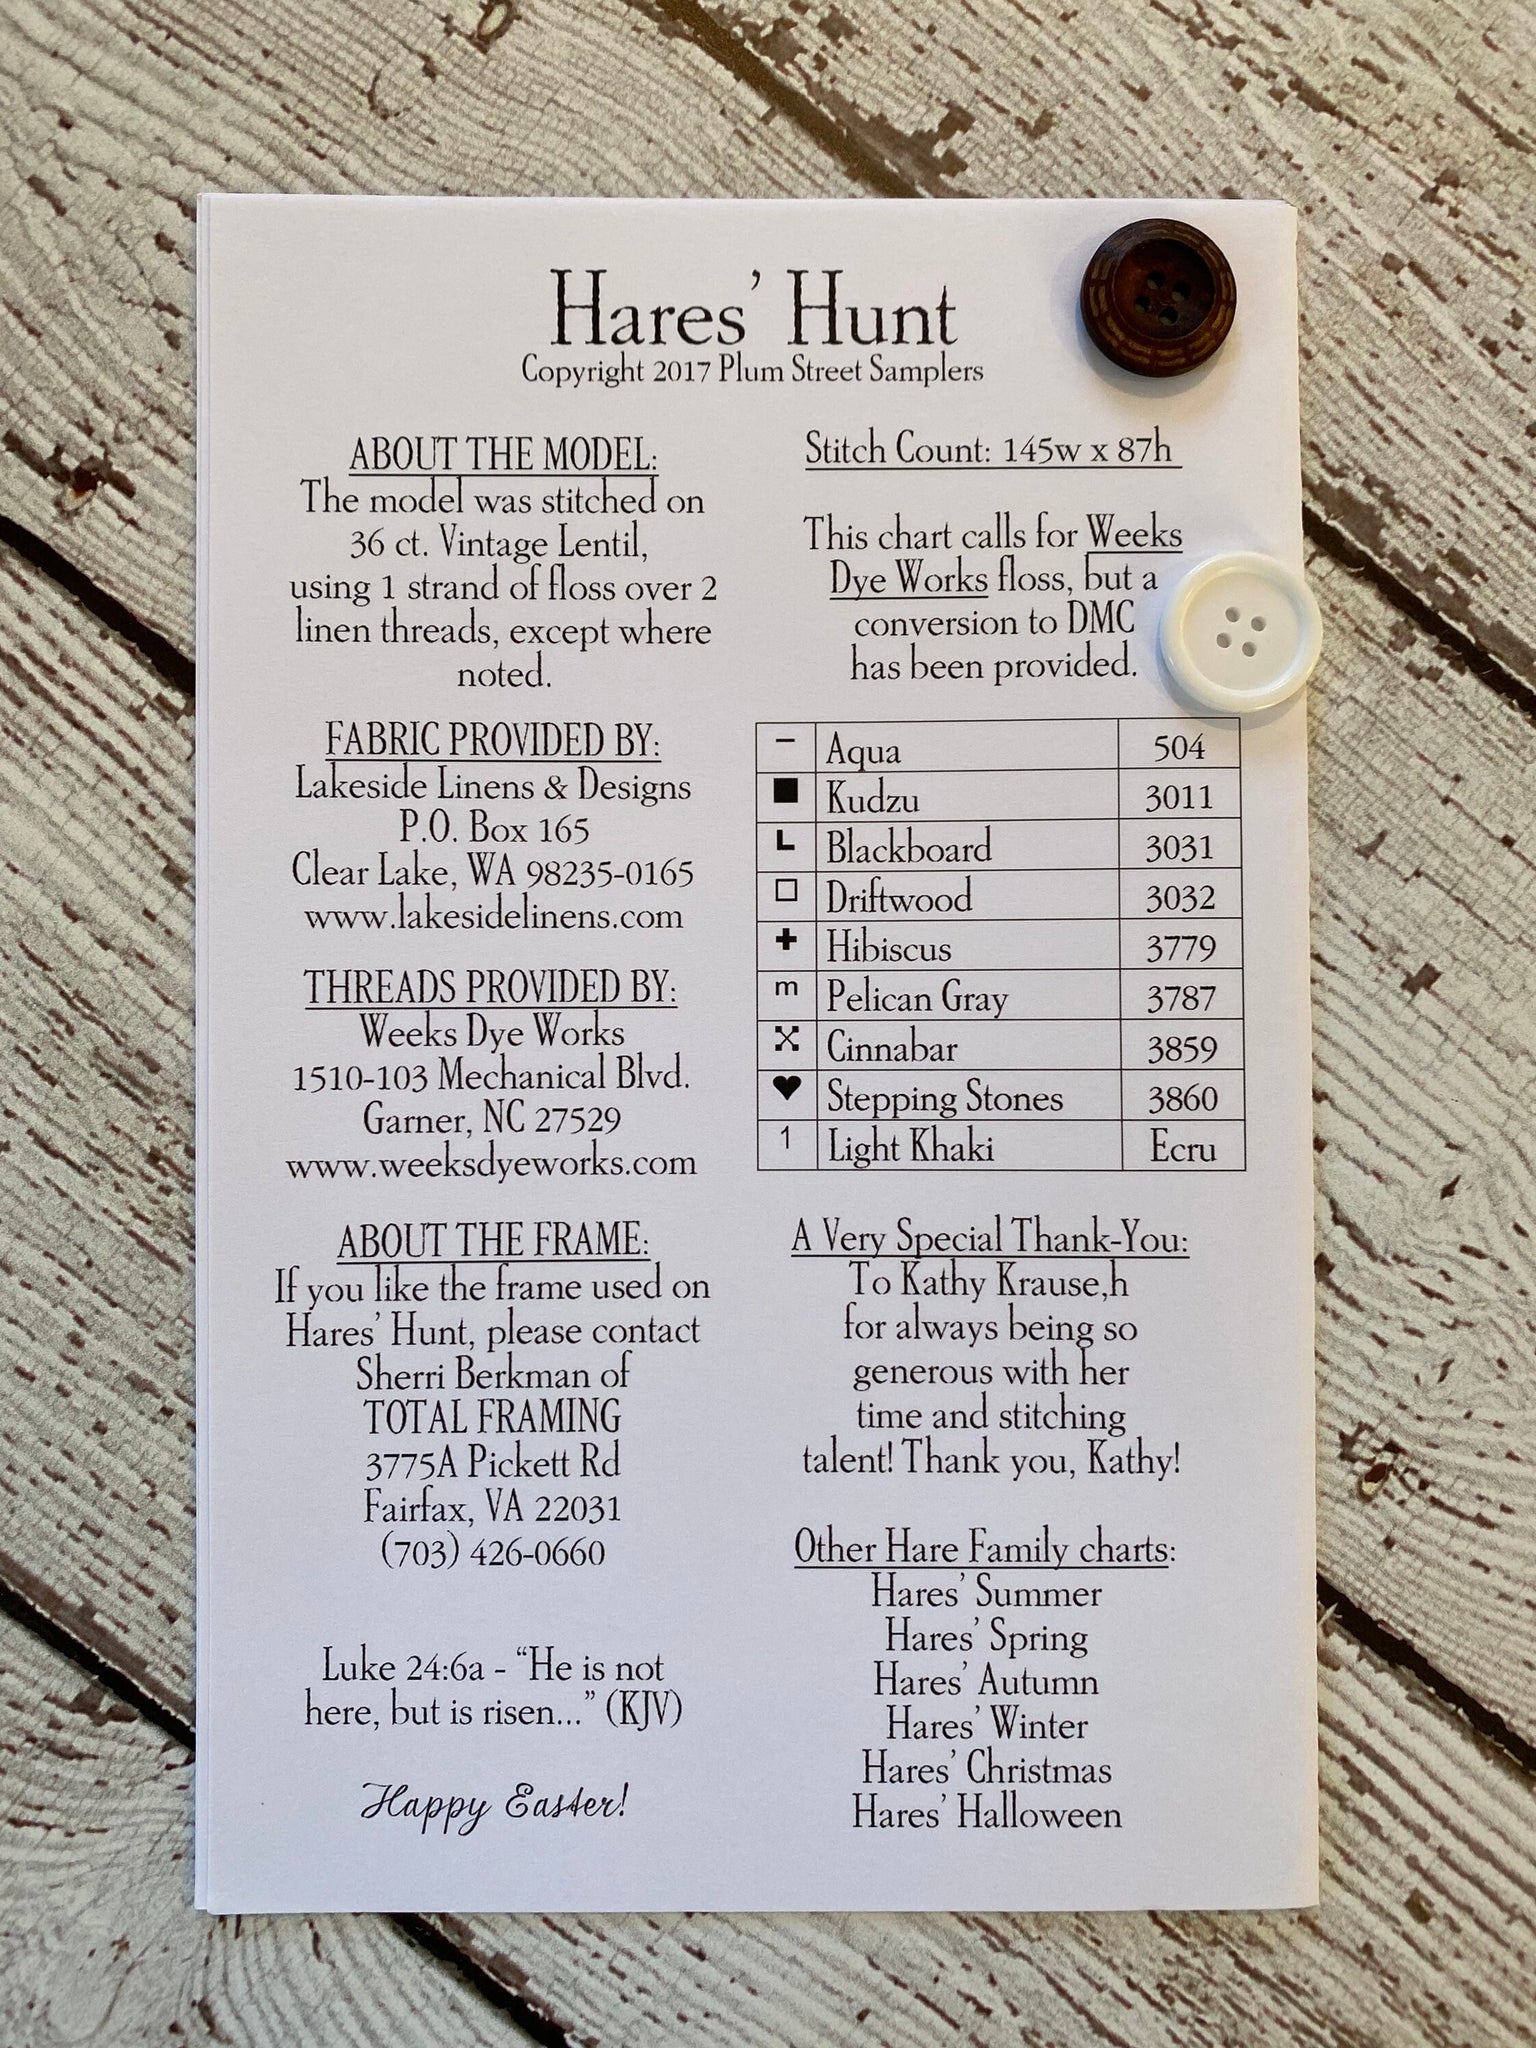 Hares' Hunt
Copyright 2017 Plum Street Samplers
ABOUT THE MODEL:
The model was stitched on
36 ct. Vintage Lentil,
using 1 strand of floss over 2
linen threads, except where
noted.
FABRIC PROVIDED BY:
Lakeside Linens & Designs
P.O. Box 165
Clear Lake, WA 98235-0165
www.lakesidelinens.com
THREADS PROVIDED BY:
Weeks Dye Works
1510-103 Mechanical Blvd.
Garner, NC 27529
www.weeksdyeworks.com
ABOUT THE FRAME:
If you like the frame used on
Hares' Hunt, please contact
Sherri Berkman of
TOTAL FRAMING
3775A Pickett Rd
Fairfax, VA 22031
(703) 426-0660
Luke 24:6a - “He is not
here, but is risen...” (KJV)
Happy Easter!
Stitch Count: 145w x 87h
This chart calls for Weeks
Dye Works floss, but a
conversion to DMC
has been provided.
– Aqua 504
■ Kudzu 3011
L Blackboard 3031
□ Driftwood 3032
✚ Hibiscus 3779
m Pelican Gray 3787
Cinnabar 3859
♥ Stepping Stones 3860
1 Light Khaki Ecru
A Very Special Thank-You:
To Kathy Krause,h
for always being so
generous with her
time and stitching
talent! Thank you, Kathy!
Other Hare Family charts:
Hares' Summer
Hares' Spring
Hares' Autumn
Hares' Winter
Hares' Christmas
Hares' Halloween